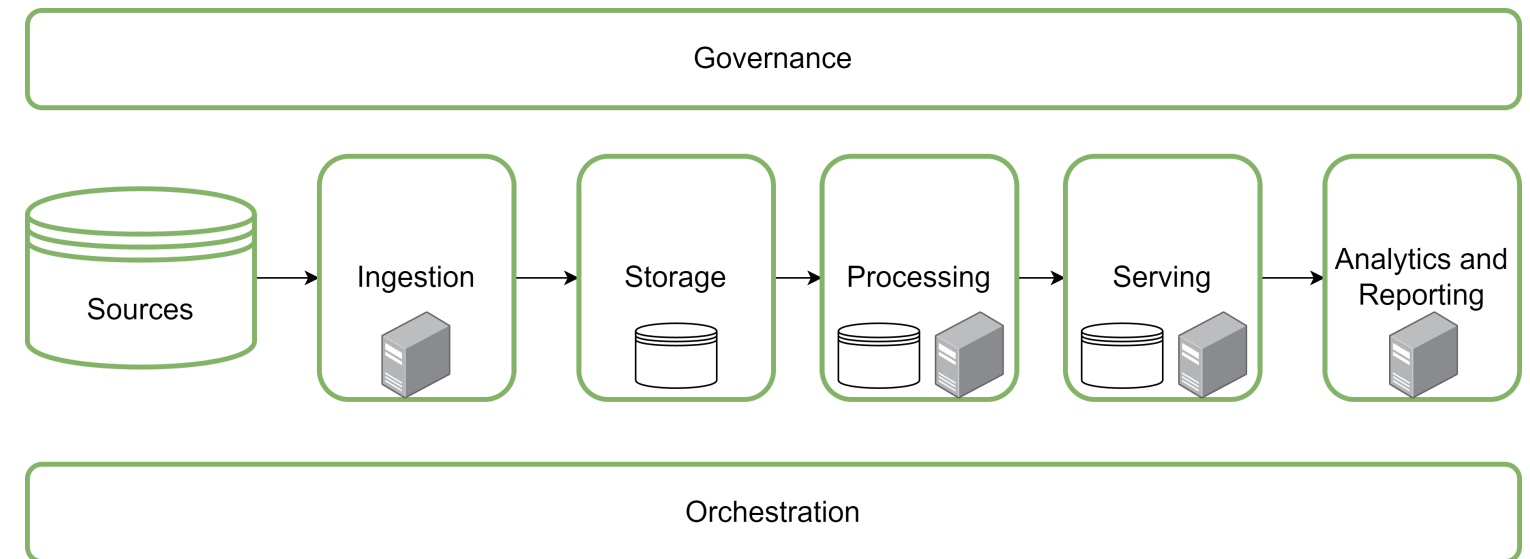 Governance
Sources
Ingestion
Storage
Processing
Serving
Analytics and
Reporting
Orchestration